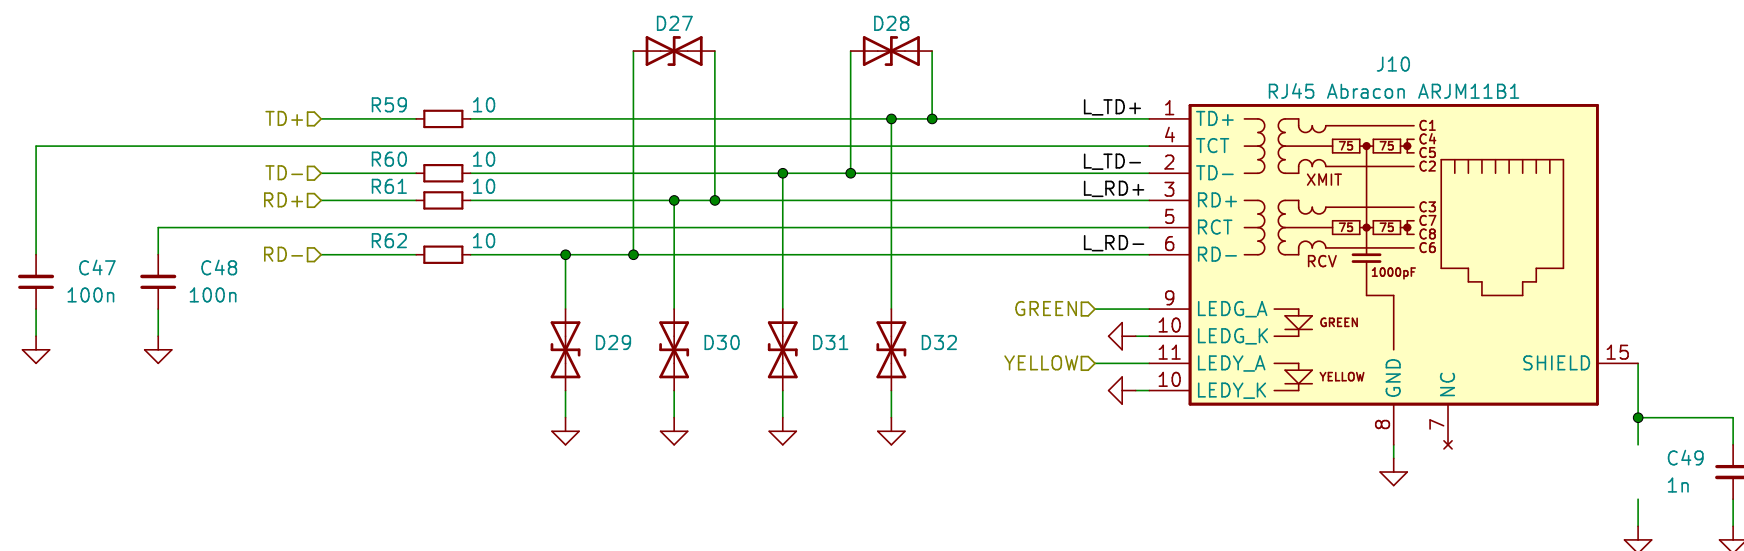 D27
D28
J10
RJ45 Abracon ARJM11B1
TD+
R59
10
L_TD+
1
TD+
C1
4
TCT
75
75
C4
C5
TD-
R60
10
L_TD-
2
TD-
C2
XMIT
RD+
R61
10
L_RD+
3
RD+
C3
5
RCT
75
75
C7
C8
RD-
R62
10
L_RD-
6
RD-
C6
RCV
1000pF
C47
100n
C48
100n
GREEN
9
LEDG_A
GREEN
10
LEDG_K
D29
D30
D31
D32
YELLOW
11
LEDY_A
YELLOW
10
LEDY_K
GND
NC
SHIELD
15
8
7
C49
1n